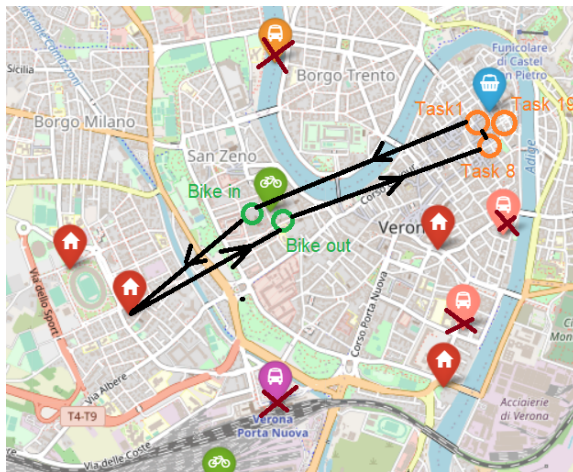 Funicolare
di Castel
San Pietro
Sicilia
Borgo Trento
Task1
Task 19
Borgo Milano
San Zeno
Task 8
Adige
Bike in
Verona
Bike out
Via dello Sport
Corso Porta Nuova
Via Albere
T4-T9
Verona
Porta Nuova
Via delle Coste
Acciaierie
di Verona